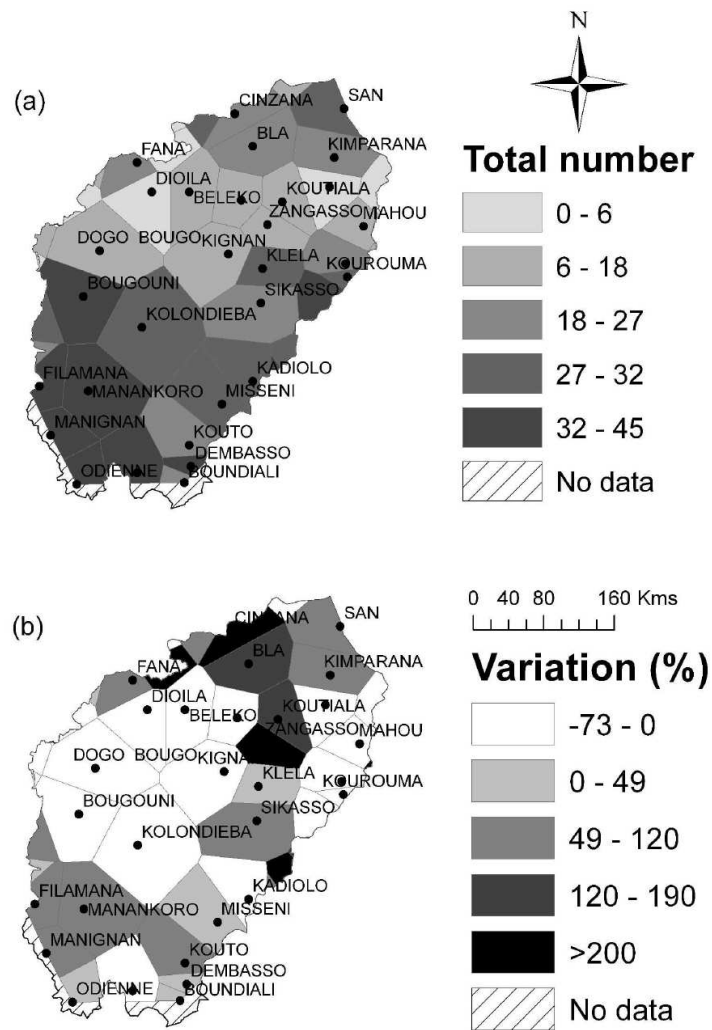 (a)
N
SAN
CINZANA
BLA
KIMPARANA
FANA
DIOILA
BELEKO
KOUTIALA
ZANGASSO
MAHOU
DOGO
BOUGO
KIGNAN
KLELA
KOUROUMA
BOUGOUNI
SIKASSO
KOLONDIEBA
FILAMANA
KADIOLO
MANANKORO
MISSENI
MANIGNAN
KOUTO
DEMBASSO
ODIENNE
BOUNDIALI
Total number
0 - 6
6 - 18
18 - 27
27 - 32
32 - 45
No data
(b)
CINZANA
SAN
BLA
KIMPARANA
FANA
DIOILA
BELEKO
KOUTIALA
ZANGASSO
MAHOU
DOGO
BOUGO
KIGNAN
KLELA
KOUROUMA
BOUGOUNI
SIKASSO
KOLONDIEBA
FILAMANA
KADIOLO
MANANKORO
MISSENI
MANIGNAN
KOUTO
DEMBASSO
ODIENNE
BOUNDIALI
0 40 80 160 Kms
Variation (%)
-73 - 0
0 - 49
49 - 120
120 - 190
>200
No data